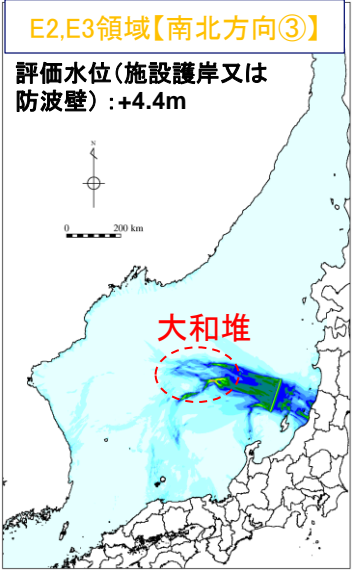 E2,E3領域【南北方向③】
評価水位(施設護岸又は
防波壁):+4.4m
N
0 200 km
大和堆